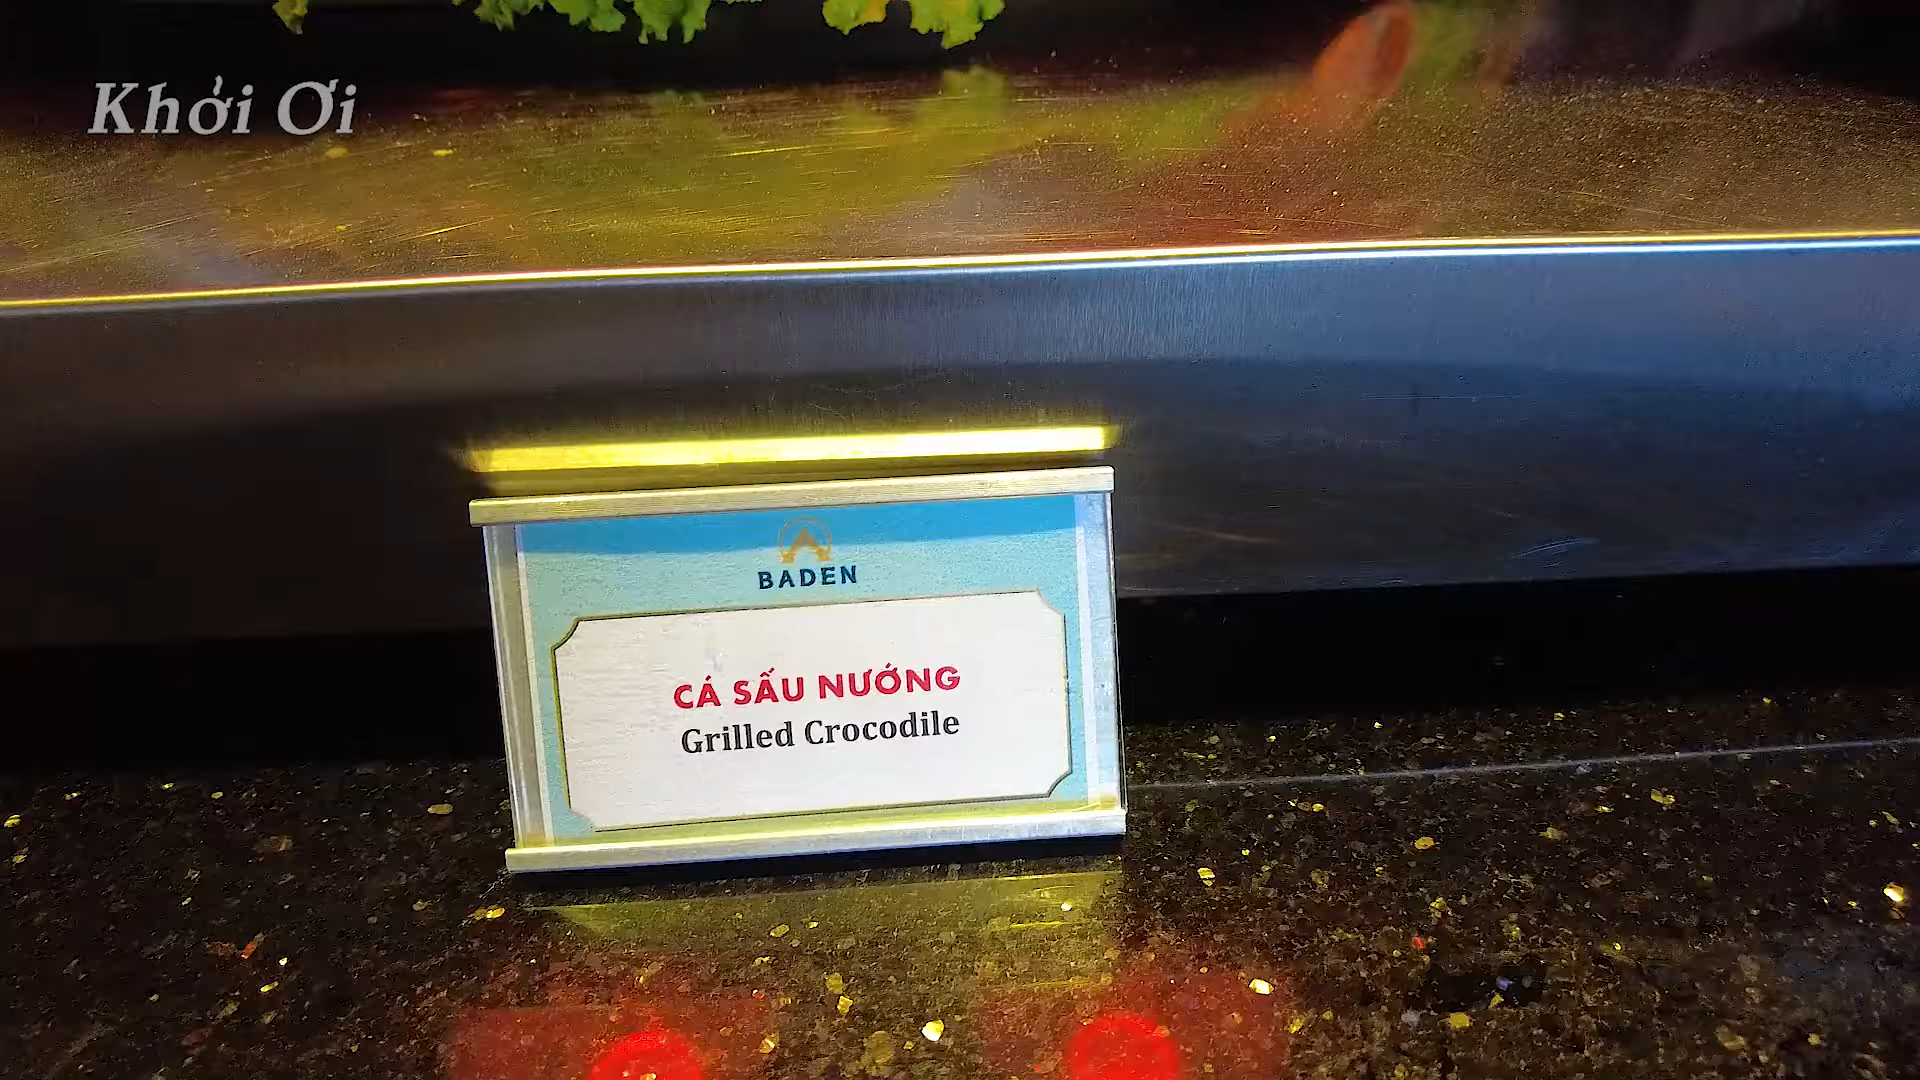 Khởi Ơi
BADEN
CÁ SẤU NƯỚNG
Grilled Crocodile